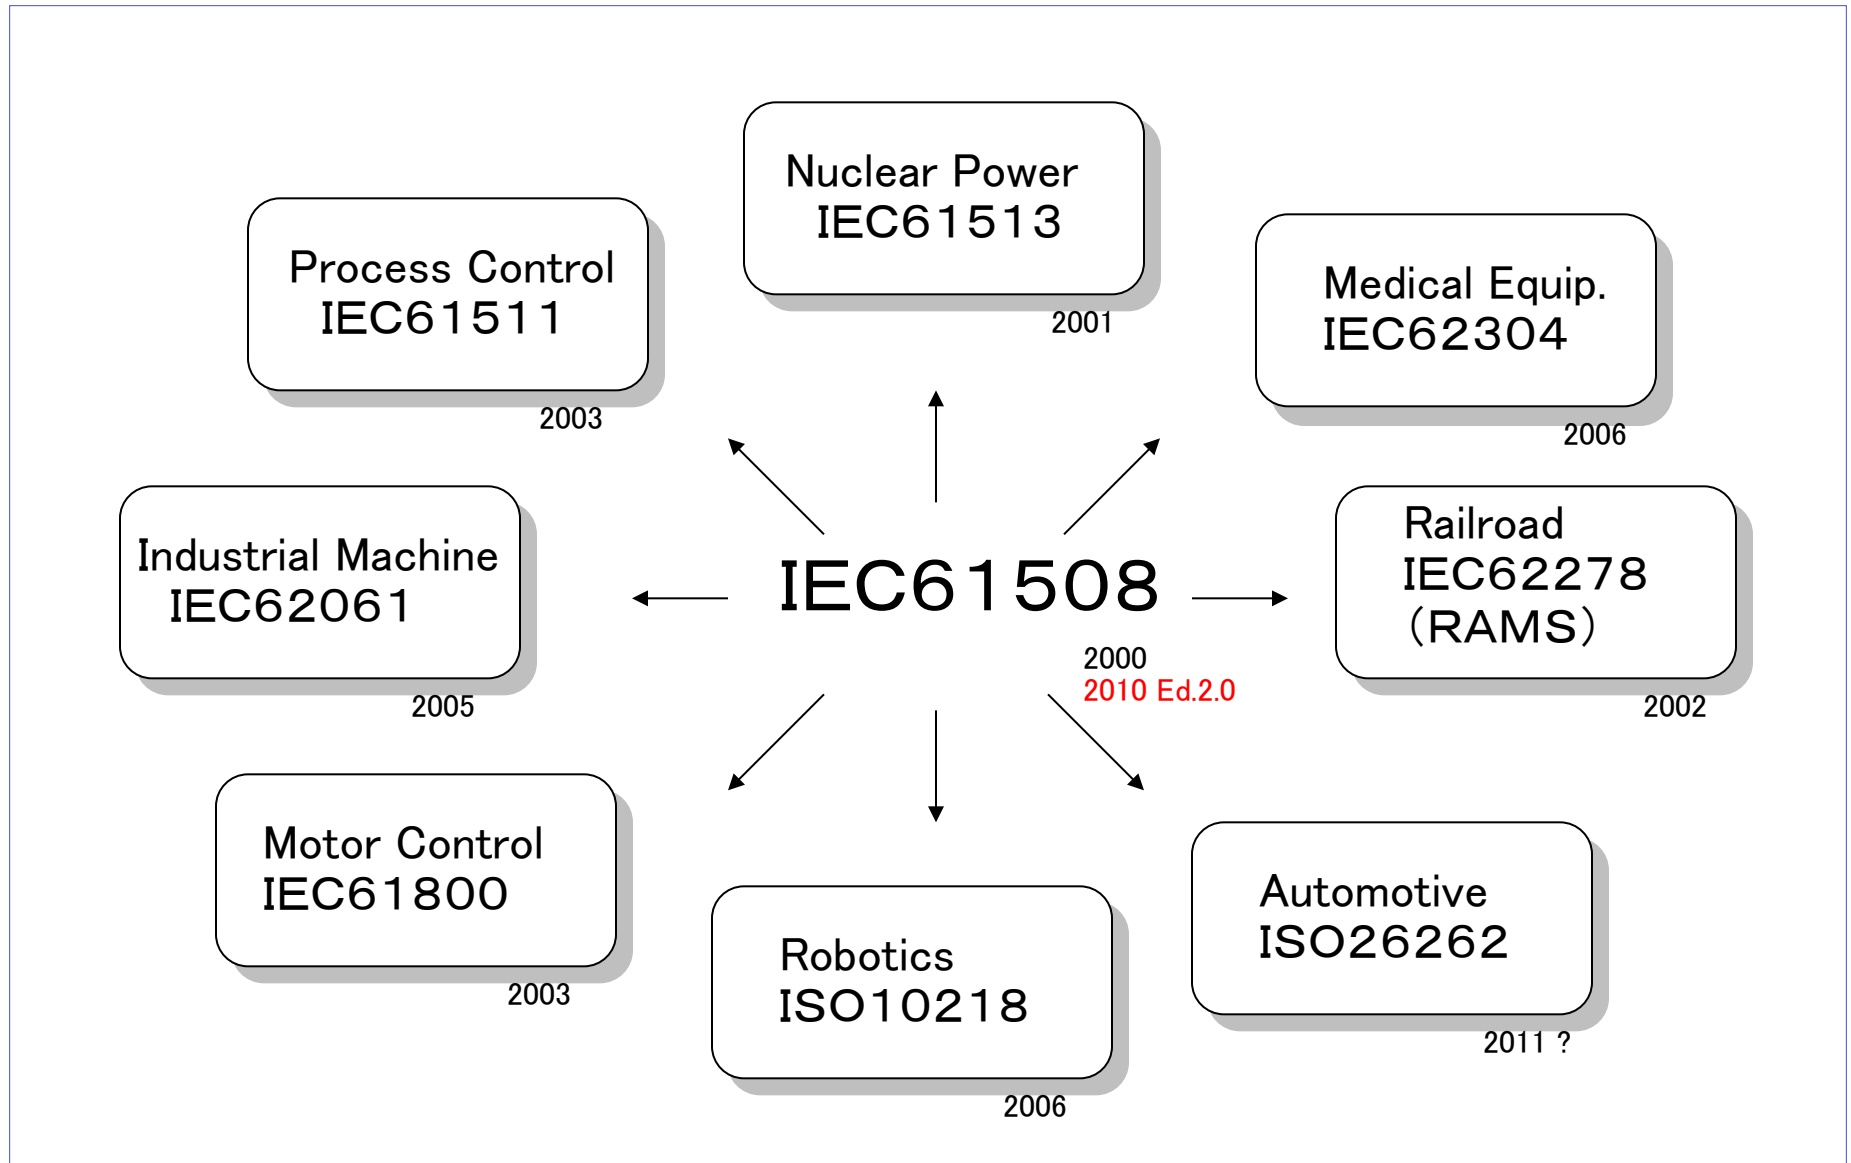 Nuclear Power
IEC61513
2001
Process Control
IEC61511
2003
Medical Equip.
IEC62304
2006
Industrial Machine
IEC62061
2005
IEC61508
2000
2010 Ed.2.0
Railroad
IEC62278
(RAMS)
2002
Motor Control
IEC61800
2003
Robotics
ISO10218
2006
Automotive
ISO26262
2011 ?